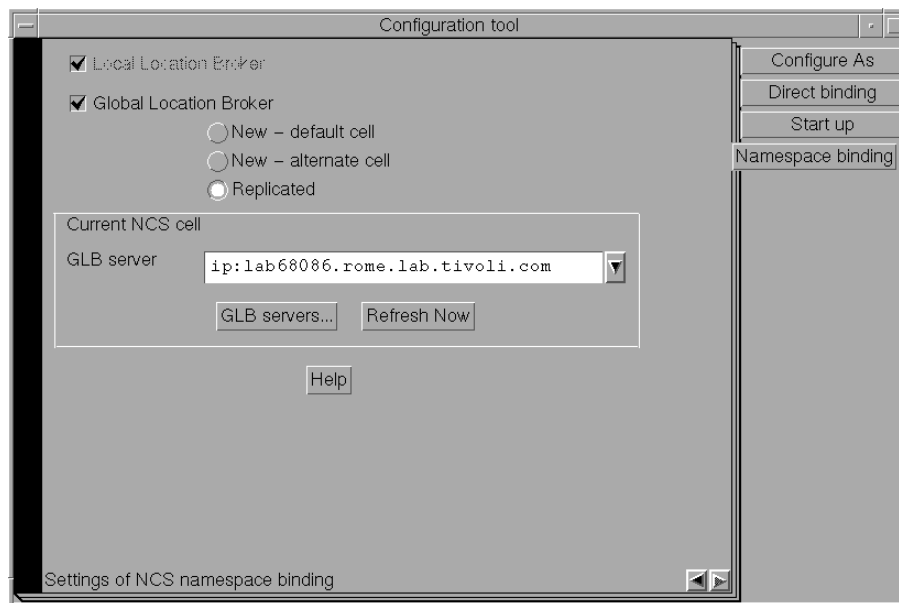 Configuration tool
Local Location Broker
Configure As
Global Location Broker
Direct binding
New – default cell
Start up
New – alternate cell
Namespace binding
Replicated
Current NCS cell
GLB server
ip:lab68086.rome.lab.tivoli.com
GLB servers...
Refresh Now
Help
Settings of NCS namespace binding